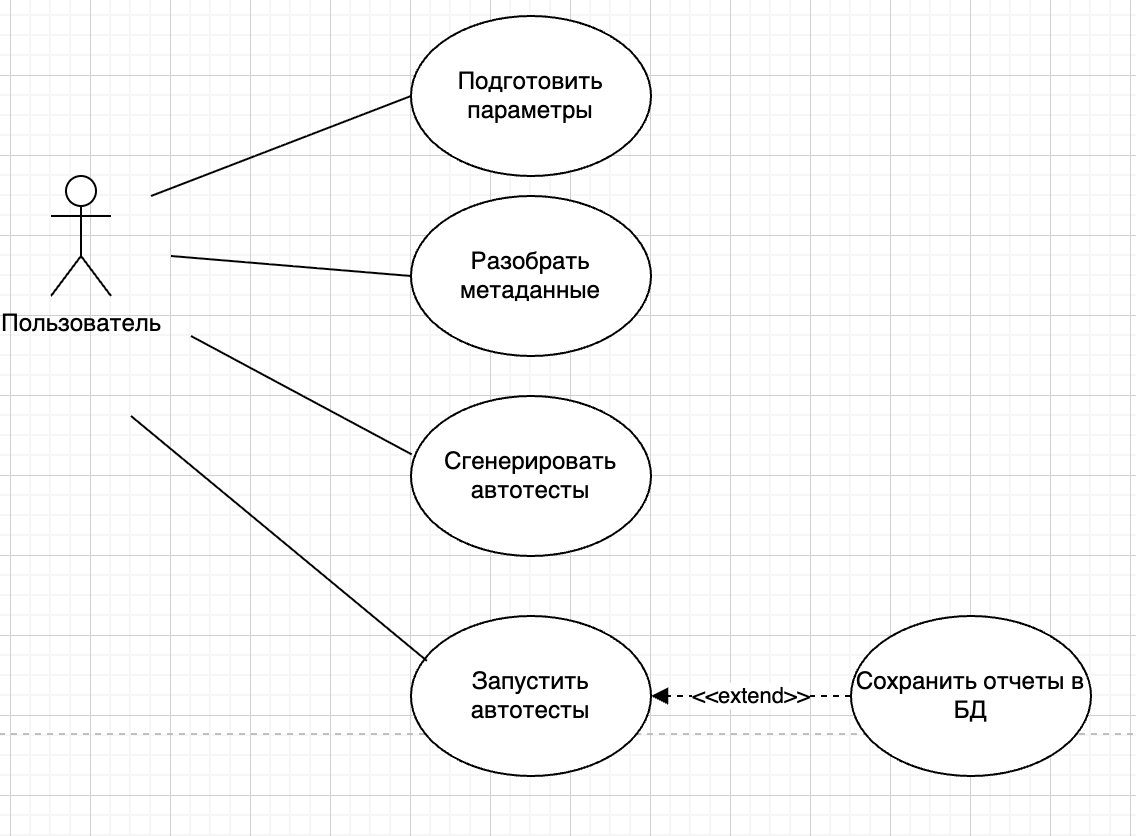 Подготовить
параметры
Разобрать
метаданные
Пользователь
Сгенерировать
автотесты
Запустить
автотесты
<<extend>>
Сохранить отчеты в
БД